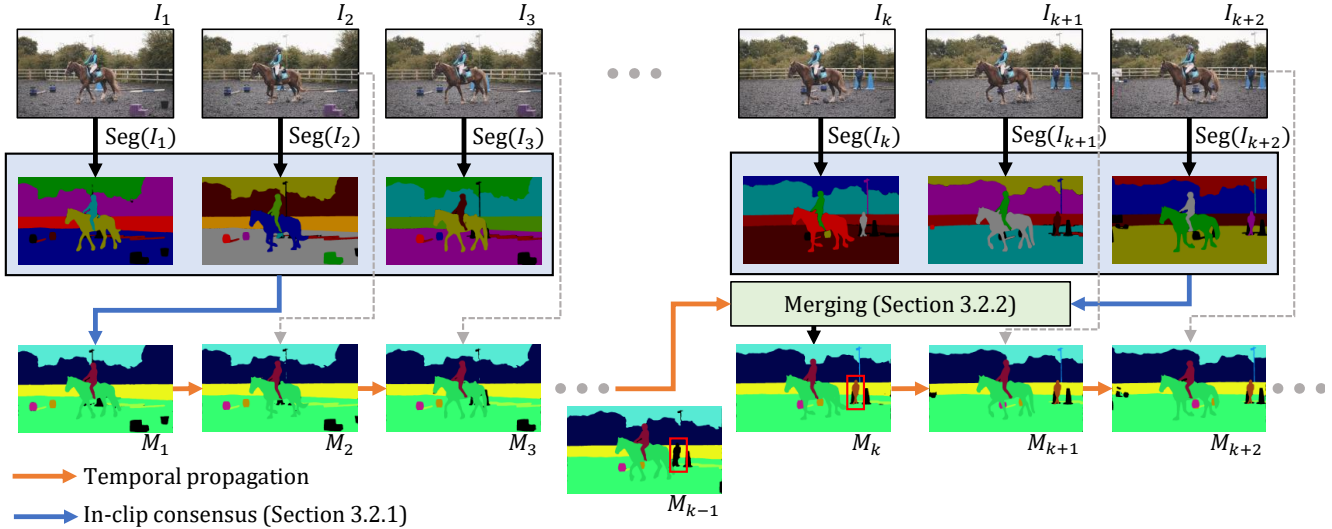 I₁ I₂ I₃ Iₖ Iₖ₊₁ Iₖ₊₂
Seg(I₁) Seg(I₂) Seg(I₃) Seg(Iₖ) Seg(Iₖ₊₁) Seg(Iₖ₊₂)
Merging (Section 3.2.2)
M₁ M₂ M₃ Mₖ Mₖ₊₁ Mₖ₊₂
Temporal propagation
Mₖ₋₁
In-clip consensus (Section 3.2.1)